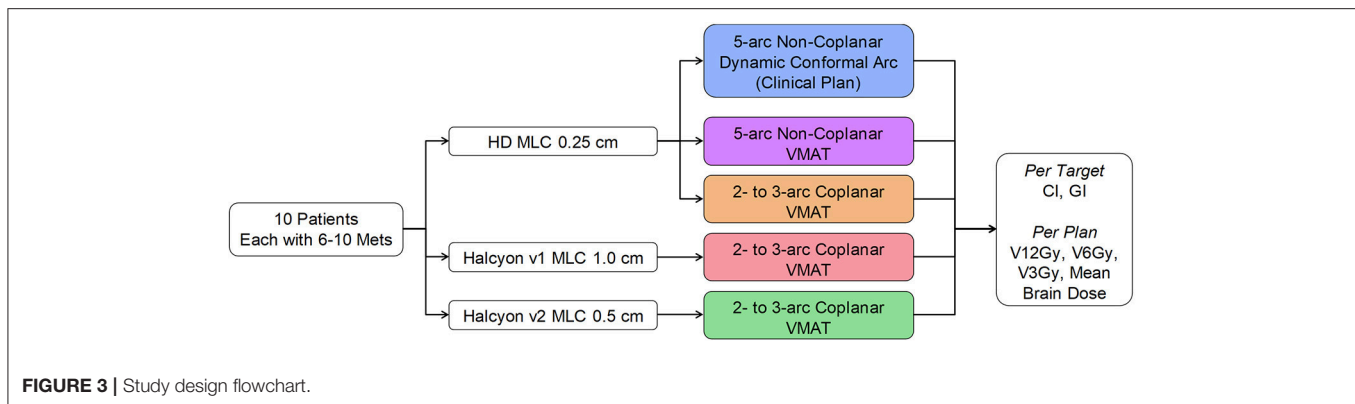 5-arc Non-Coplanar
Dynamic Conformal Arc
(Clinical Plan)
HD MLC 0.25 cm
5-arc Non-Coplanar
VMAT
2- to 3-arc Coplanar
VMAT
10 Patients
Each with 6-10 Mets
Halcyon v1 MLC 1.0 cm
2- to 3-arc Coplanar
VMAT
Halcyon v2 MLC 0.5 cm
2- to 3-arc Coplanar
VMAT
Per Target
CI, GI
Per Plan
V12Gy, V6Gy,
V3Gy, Mean
Brain Dose
FIGURE 3 | Study design flowchart.